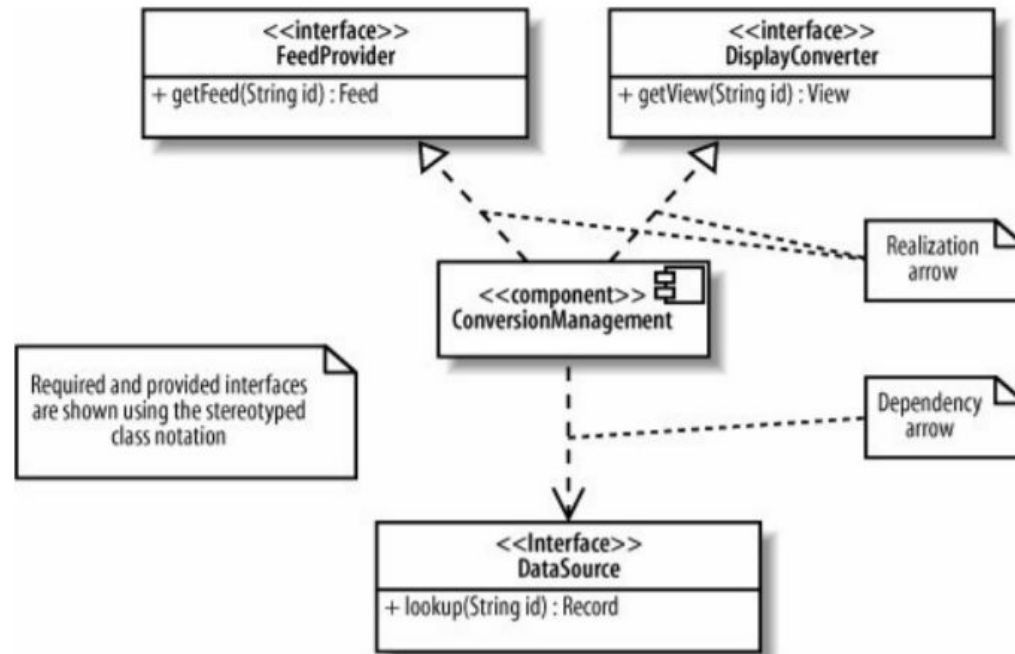 <<interface>>
FeedProvider
+ getFeed(String id) : Feed
<<interface>>
DisplayConverter
+ getView(String id) : View
Realization
arrow
<<component>>
ConversionManagement
Required and provided interfaces
are shown using the stereotyped
class notation
Dependency
arrow
<<Interface>>
DataSource
+ lookup(String id) : Record